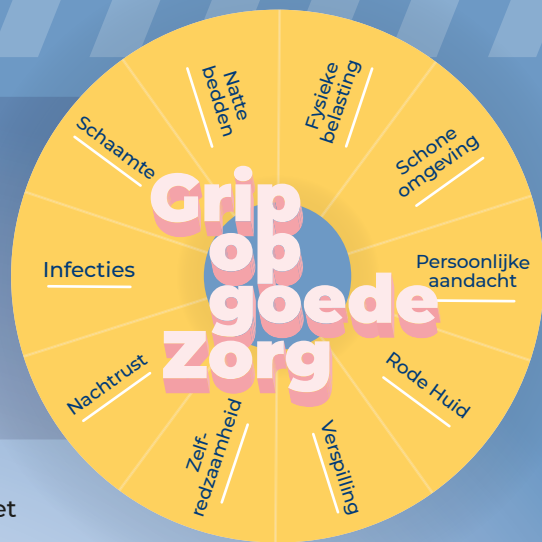 Grip
op
goede
Zorg
Fysieke
belasting
Schone
omgeving
Persoonlijke
aandacht
Rode Huid
Verspilling
Zelf-
redzaamheid
Nachtrust
Infecties
Schaamte
Natte
bedden